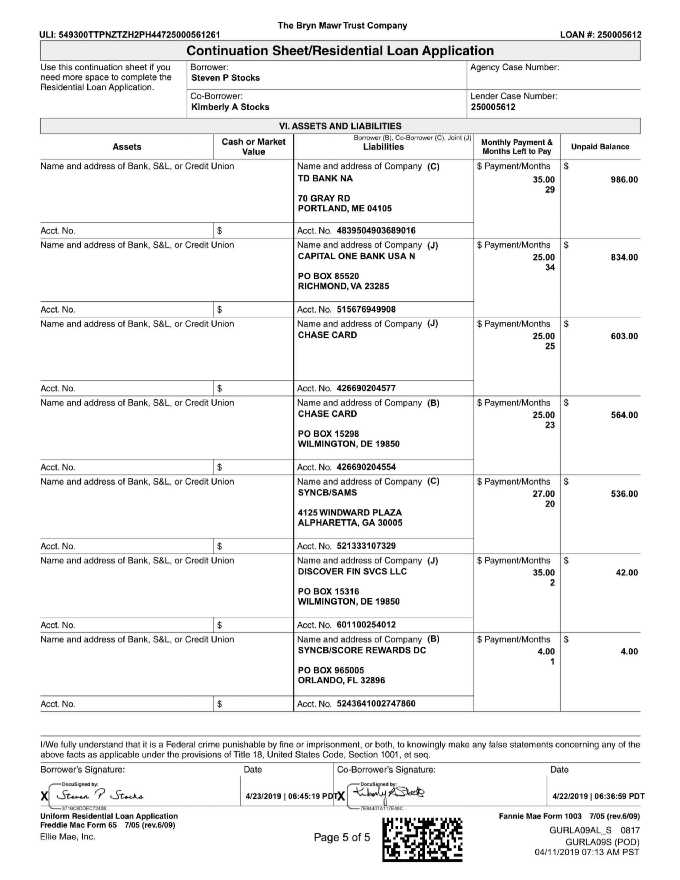 The Bryn Mawr Trust Company
ULI: 549300TTPNZTZH2PH44725000561261
LOAN #: 250005612
Continuation Sheet/Residential Loan Application
Use this continuation sheet if you
need more space to complete the
Residential Loan Application.
Borrower:
Steven P Stocks
Agency Case Number:
Co-Borrower:
Kimberly A Stocks
Lender Case Number:
250005612
VI. ASSETS AND LIABILITIES
Assets
Cash or Market
Value
Borrower (B), Co-Borrower (C), Joint (J)
Liabilities
Monthly Payment &
Months Left to Pay
Unpaid Balance
Name and address of Bank, S&L, or Credit Union
Name and address of Company (C)
TD BANK NA
70 GRAY RD
PORTLAND, ME 04105
$ Payment/Months
35.00
29
$
986.00
Acct. No.
$
Acct. No. 4839504903689016
Name and address of Bank, S&L, or Credit Union
Name and address of Company (J)
CAPITAL ONE BANK USA N
PO BOX 85520
RICHMOND, VA 23285
$ Payment/Months
25.00
34
$
834.00
Acct. No.
$
Acct. No. 515676949908
Name and address of Bank, S&L, or Credit Union
Name and address of Company (J)
CHASE CARD
$ Payment/Months
25.00
25
$
603.00
Acct. No.
$
Acct. No. 426690204577
Name and address of Bank, S&L, or Credit Union
Name and address of Company (B)
CHASE CARD
PO BOX 15298
WILMINGTON, DE 19850
$ Payment/Months
25.00
23
$
564.00
Acct. No.
$
Acct. No. 426690204554
Name and address of Bank, S&L, or Credit Union
Name and address of Company (C)
SYNCB/SAMS
4125 WINDWARD PLAZA
ALPHARETTA, GA 30005
$ Payment/Months
27.00
20
$
536.00
Acct. No.
$
Acct. No. 521333107329
Name and address of Bank, S&L, or Credit Union
Name and address of Company (J)
DISCOVER FIN SVCS LLC
PO BOX 15316
WILMINGTON, DE 19850
$ Payment/Months
35.00
2
$
42.00
Acct. No.
$
Acct. No. 601100254012
Name and address of Bank, S&L, or Credit Union
Name and address of Company (B)
SYNCB/SCORE REWARDS DC
PO BOX 965005
ORLANDO, FL 32896
$ Payment/Months
4.00
1
$
4.00
Acct. No.
$
Acct. No. 5243641002747860
I/We fully understand that it is a Federal crime punishable by fine or imprisonment, or both, to knowingly make any false statements concerning any of the
above facts as applicable under the provisions of Title 18, United States Code, Section 1001, et seq.
Borrower's Signature:
Date
Co-Borrower's Signature:
Date
DocuSigned by:
X Steven P Stocks
4/23/2019 | 06:45:19 PDT
DocuSigned by:
X Kimberly A Stocks
4/22/2019 | 06:36:59 PDT
Uniform Residential Loan Application
Freddie Mac Form 65 7/05 (rev.6/09)
Ellie Mae, Inc.
Page 5 of 5
Fannie Mae Form 1003 7/05 (rev.6/09)
GURLA09AL_S 0817
GURLA09S (POD)
04/11/2019 07:13 AM PST